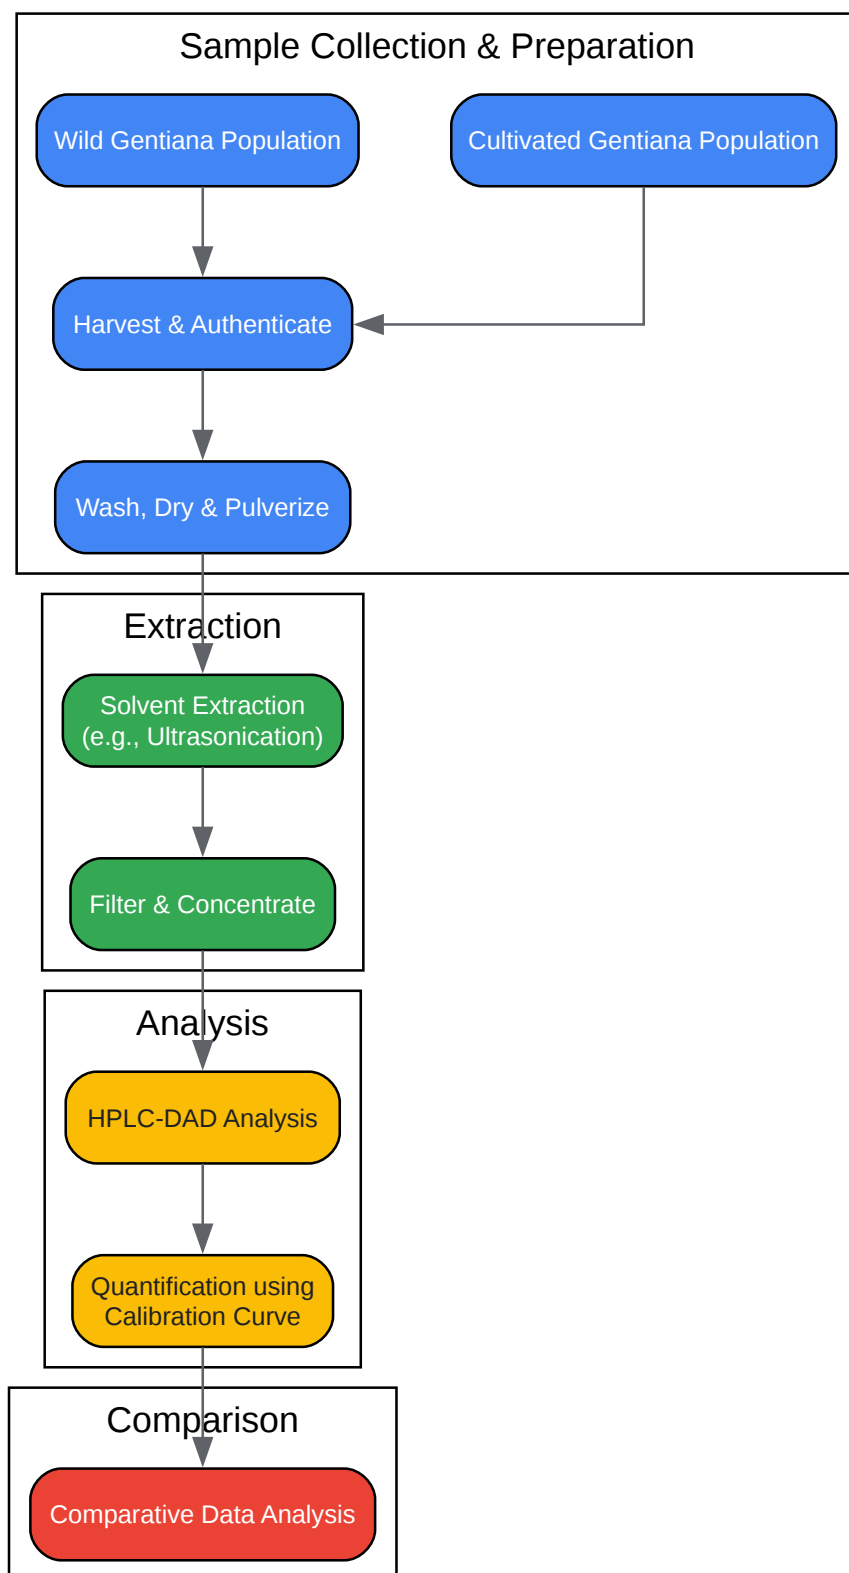 Sample Collection & Preparation
Wild Gentiana Population
Cultivated Gentiana Population
Harvest & Authenticate
Wash, Dry & Pulverize
Extraction
Solvent Extraction
(e.g., Ultrasonication)
Filter & Concentrate
Analysis
HPLC-DAD Analysis
Quantification using
Calibration Curve
Comparison
Comparative Data Analysis